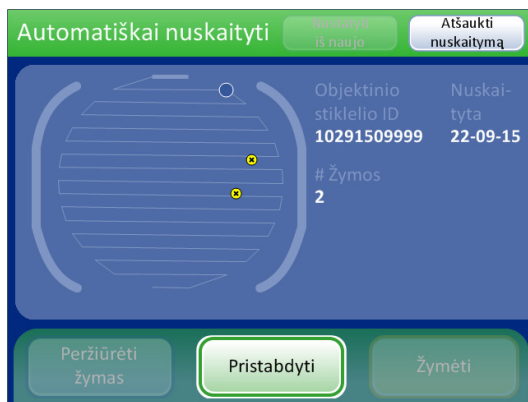 Automatiškai nuskaityti
Nustatyti
iš naujo
Atšaukti
nuskaitymą
Objektinio
stiklelio ID
10291509999
Nuskai-
tyta
22-09-15
# Žymos
2
Peržiūrėti
žymas
Pristabdyti
Žymėti